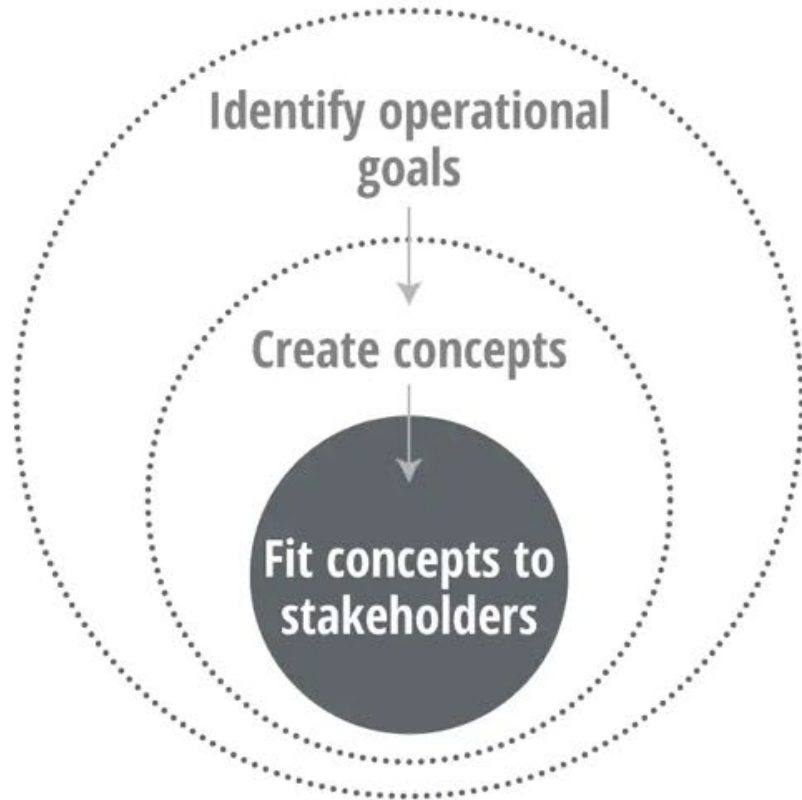 Identify operational
goals
Create concepts
Fit concepts to
stakeholders